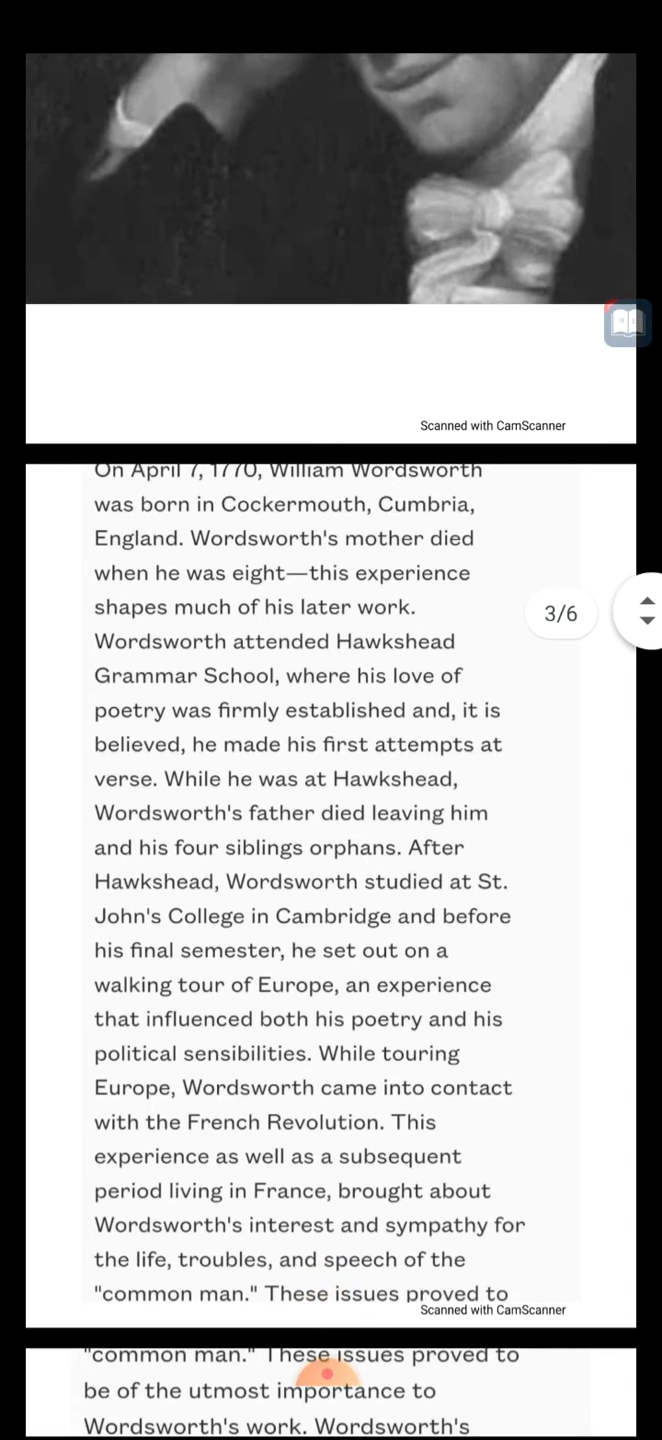 Scanned with CamScanner
On April 7, 1770, William Wordsworth
was born in Cockermouth, Cumbria,
England. Wordsworth's mother died
when he was eight—this experience
shapes much of his later work.
3/6
Wordsworth attended Hawkshead
Grammar School, where his love of
poetry was firmly established and, it is
believed, he made his first attempts at
verse. While he was at Hawkshead,
Wordsworth's father died leaving him
and his four siblings orphans. After
Hawkshead, Wordsworth studied at St.
John's College in Cambridge and before
his final semester, he set out on a
walking tour of Europe, an experience
that influenced both his poetry and his
political sensibilities. While touring
Europe, Wordsworth came into contact
with the French Revolution. This
experience as well as a subsequent
period living in France, brought about
Wordsworth's interest and sympathy for
the life, troubles, and speech of the
"common man." These issues proved to
Scanned with CamScanner
"common man." These issues proved to
be of the utmost importance to
Wordsworth's work. Wordsworth's